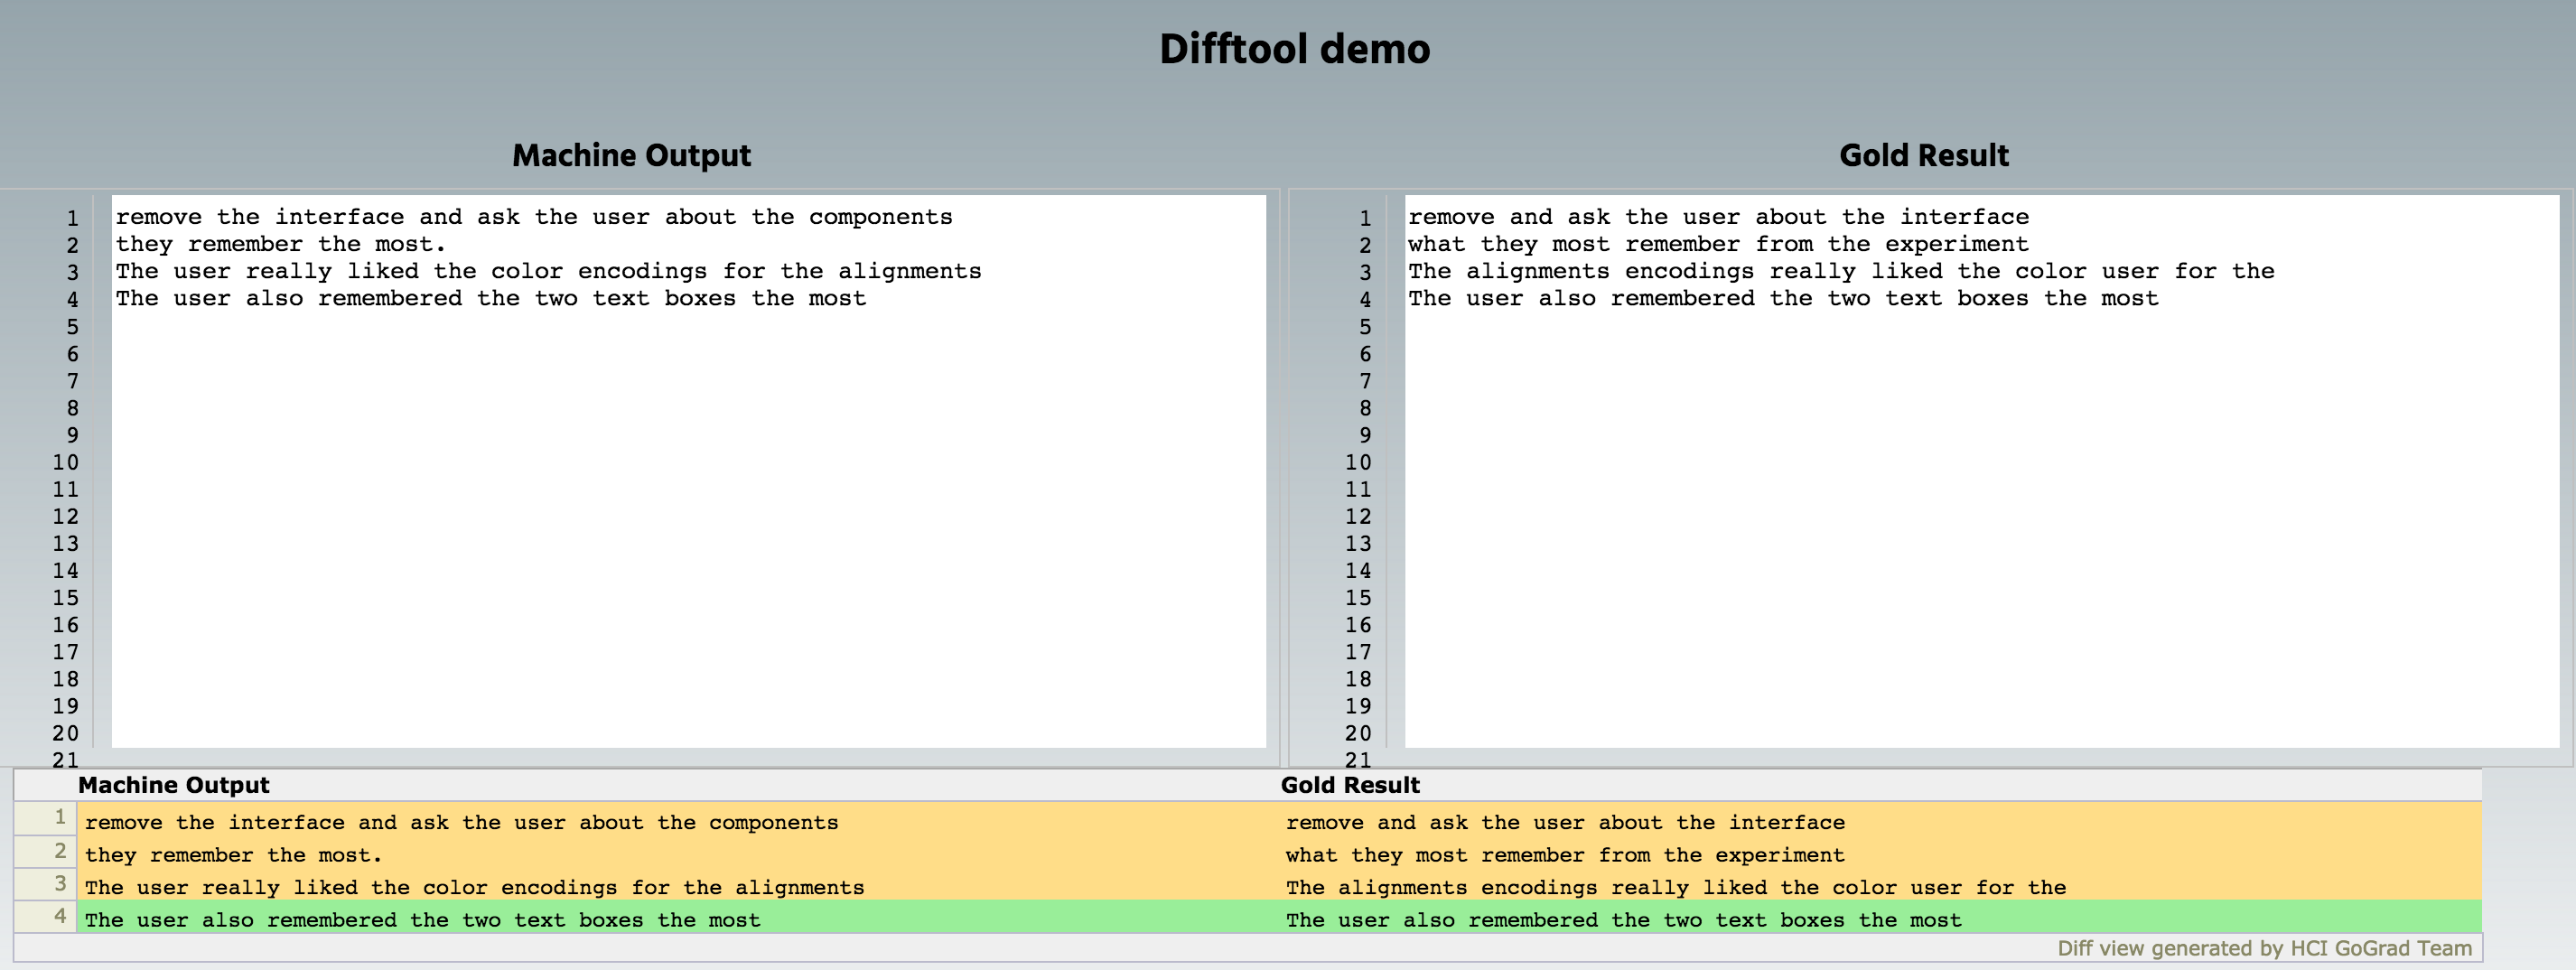 Difftool demo
Machine Output
1 remove the interface and ask the user about the components
2 they remember the most.
3 The user really liked the color encodings for the alignments
4 The user also remembered the two text boxes the most
5
6
7
8
9
10
11
12
13
14
15
16
17
18
19
20
21
Gold Result
1 remove and ask the user about the interface
2 what they most remember from the experiment
3 The alignments encodings really liked the color user for the
4 The user also remembered the two text boxes the most
5
6
7
8
9
10
11
12
13
14
15
16
17
18
19
20
21
Machine Output Gold Result
1 remove the interface and ask the user about the components remove and ask the user about the interface
2 they remember the most. what they most remember from the experiment
3 The user really liked the color encodings for the alignments The alignments encodings really liked the color user for the
4 The user also remembered the two text boxes the most The user also remembered the two text boxes the most
Diff view generated by HCI GoGrad Team